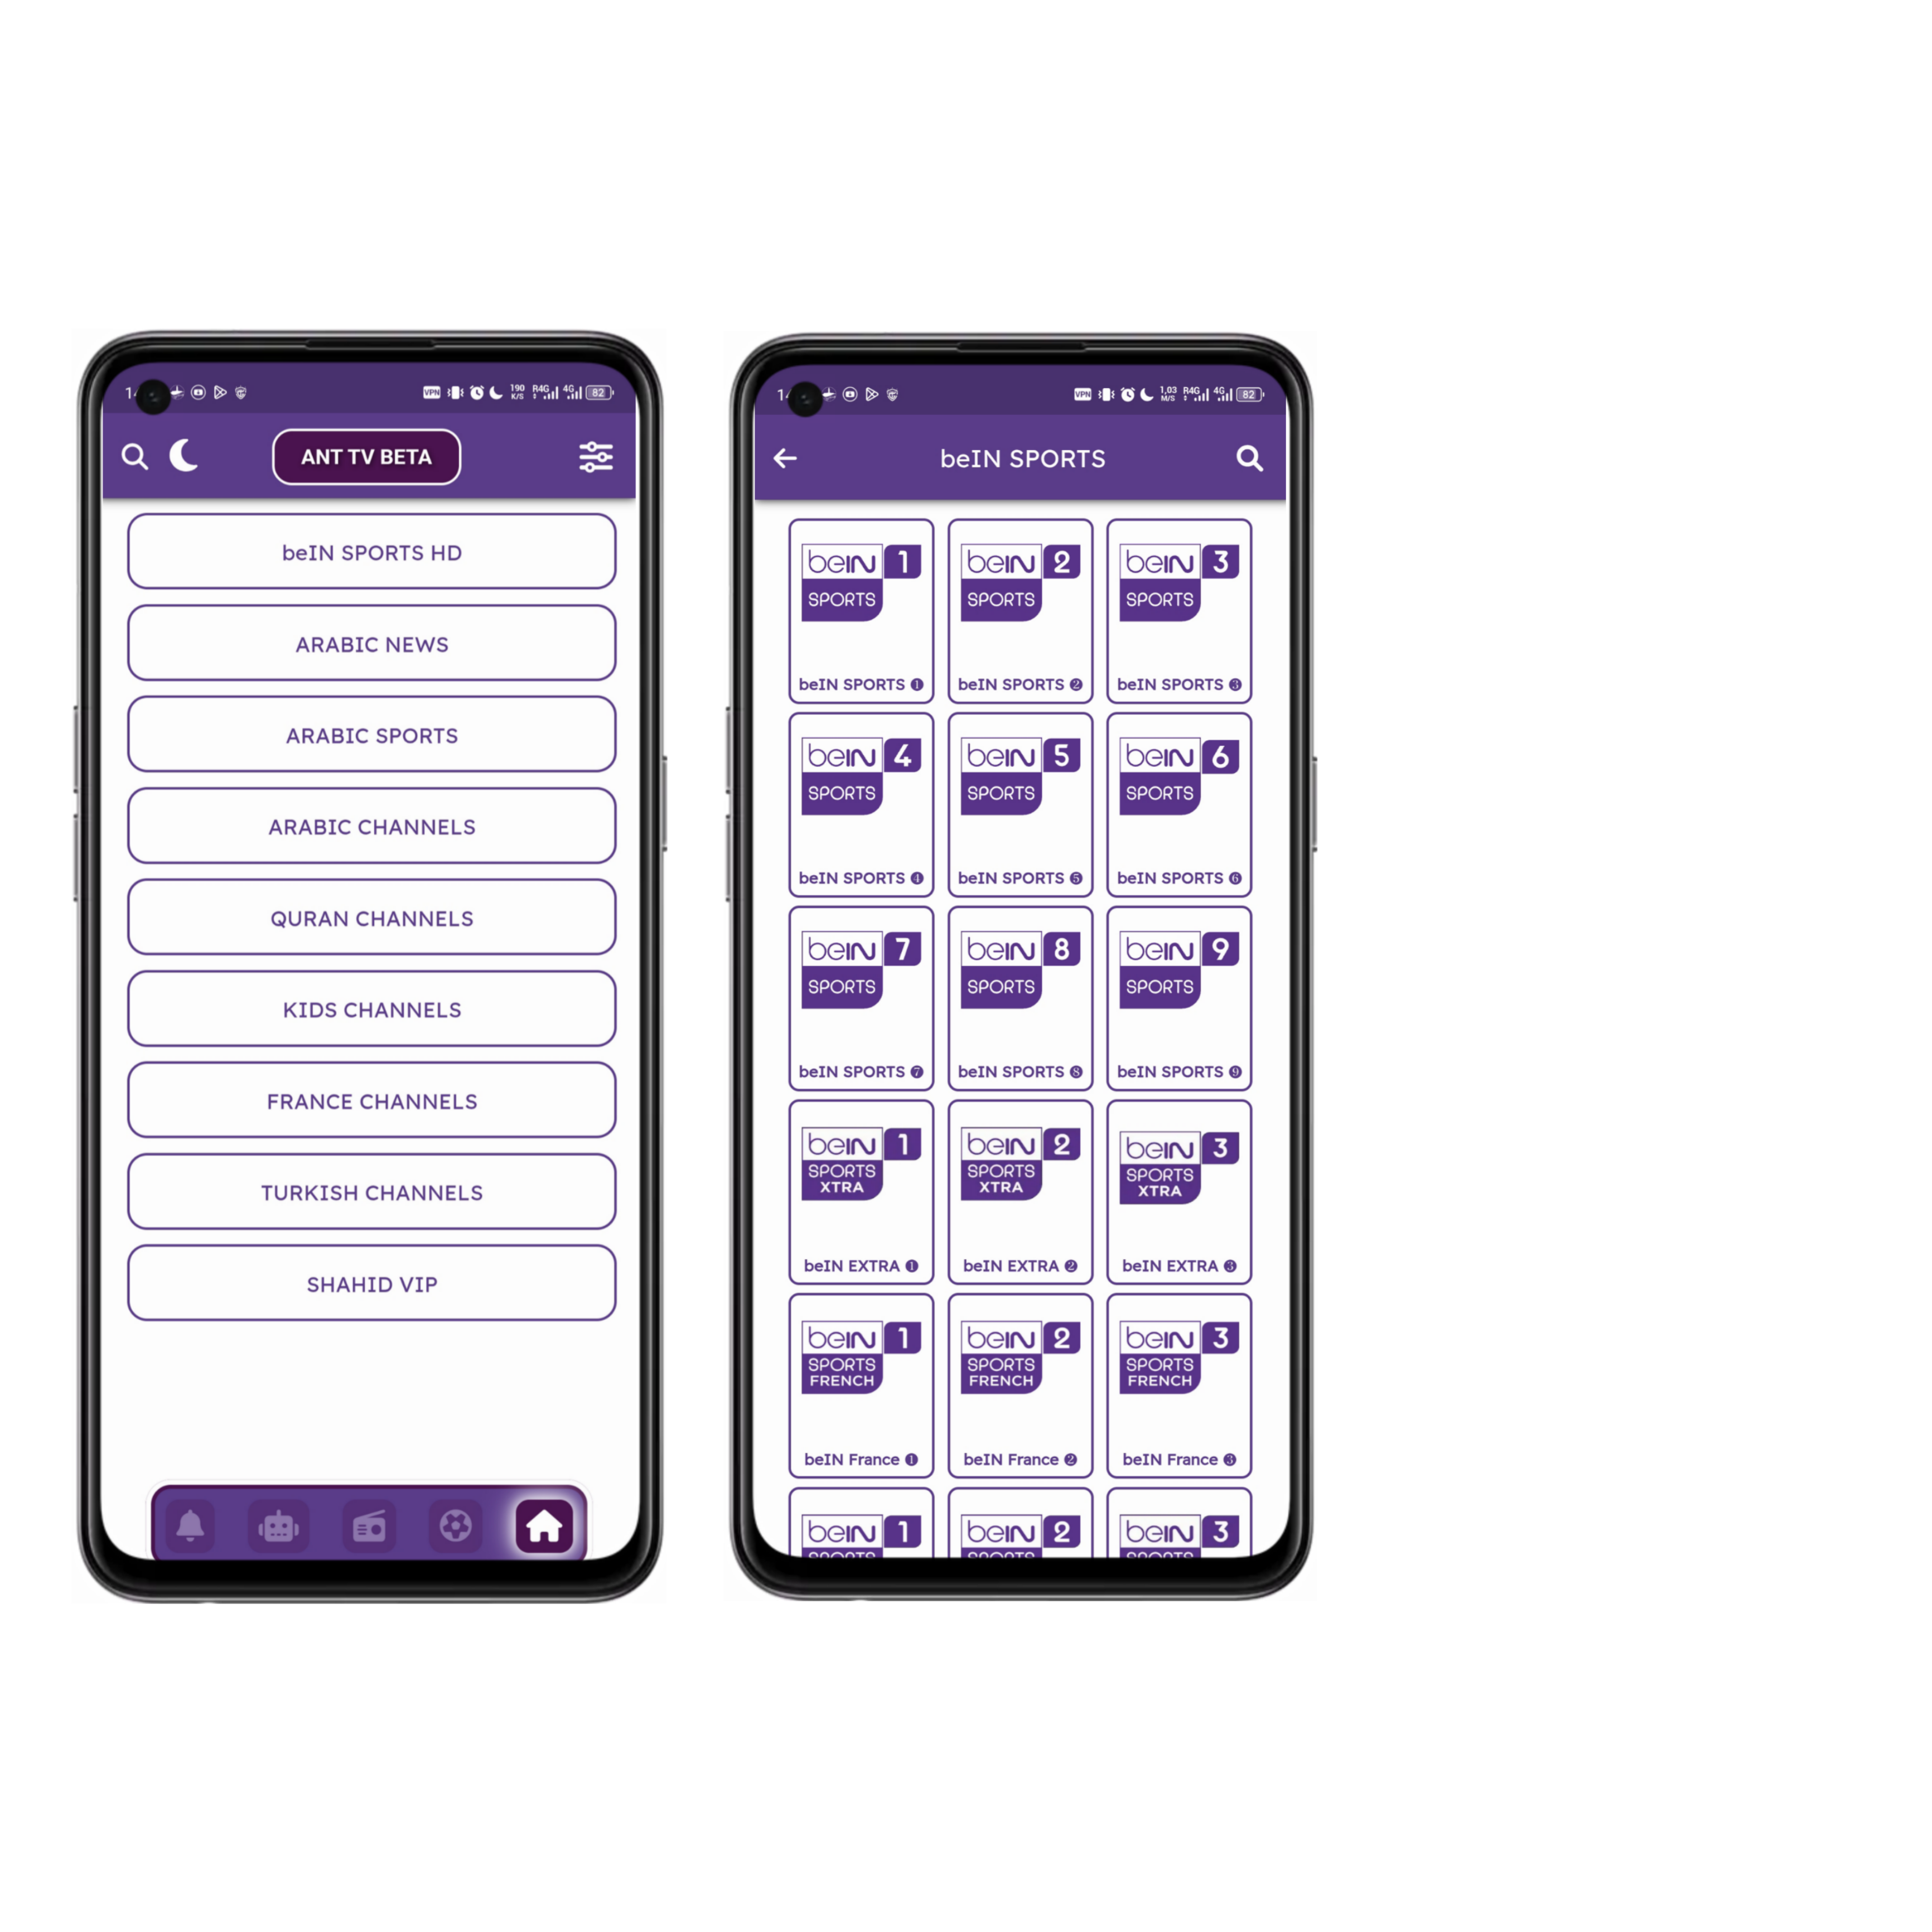 VPN 190 K/S R4G 4G 82
ANT TV BETA
beIN SPORTS HD
ARABIC NEWS
ARABIC SPORTS
ARABIC CHANNELS
QURAN CHANNELS
KIDS CHANNELS
FRANCE CHANNELS
TURKISH CHANNELS
SHAHID VIP
VPN 1,03 M/S R4G 4G 82
beIN SPORTS
beIN 1 beIN 2 beIN 3
SPORTS SPORTS SPORTS
beIN SPORTS ❶ beIN SPORTS ❷ beIN SPORTS ❸
beIN 4 beIN 5 beIN 6
SPORTS SPORTS SPORTS
beIN SPORTS ❹ beIN SPORTS ❺ beIN SPORTS ❻
beIN 7 beIN 8 beIN 9
SPORTS SPORTS SPORTS
beIN SPORTS ❼ beIN SPORTS ❽ beIN SPORTS ❾
beIN 1 beIN 2 beIN 3
SPORTS SPORTS SPORTS
XTRA XTRA XTRA
beIN EXTRA ❶ beIN EXTRA ❷ beIN EXTRA ❸
beIN 1 beIN 2 beIN 3
SPORTS SPORTS SPORTS
FRENCH FRENCH FRENCH
beIN France ❶ beIN France ❷ beIN France ❸
beIN 1 beIN 2 beIN 3
SPORTS SPORTS SPORTS